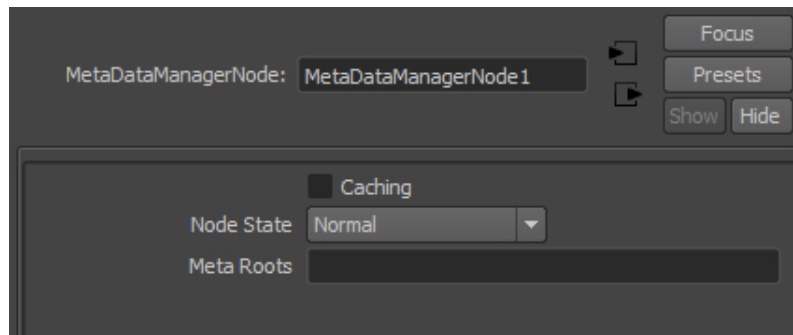 Focus
MetaDataManagerNode: MetaDataManagerNode1
Presets
Show Hide
Caching
Node State Normal
Meta Roots